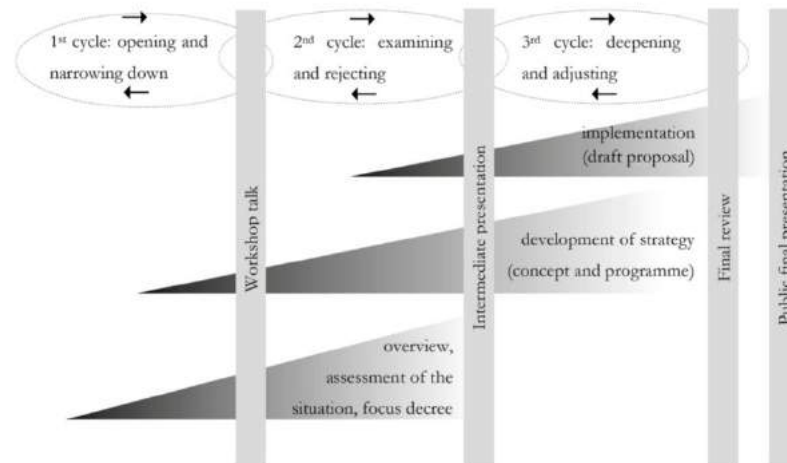 1st cycle: opening and
narrowing down
2nd cycle: examining
and rejecting
3rd cycle: deepening
and adjusting
implementation
(draft proposal)
development of strategy
(concept and programme)
overview,
assessment of the
situation, focus decree
Workshop talk
Intermediate presentation
Final review
Public final presentation